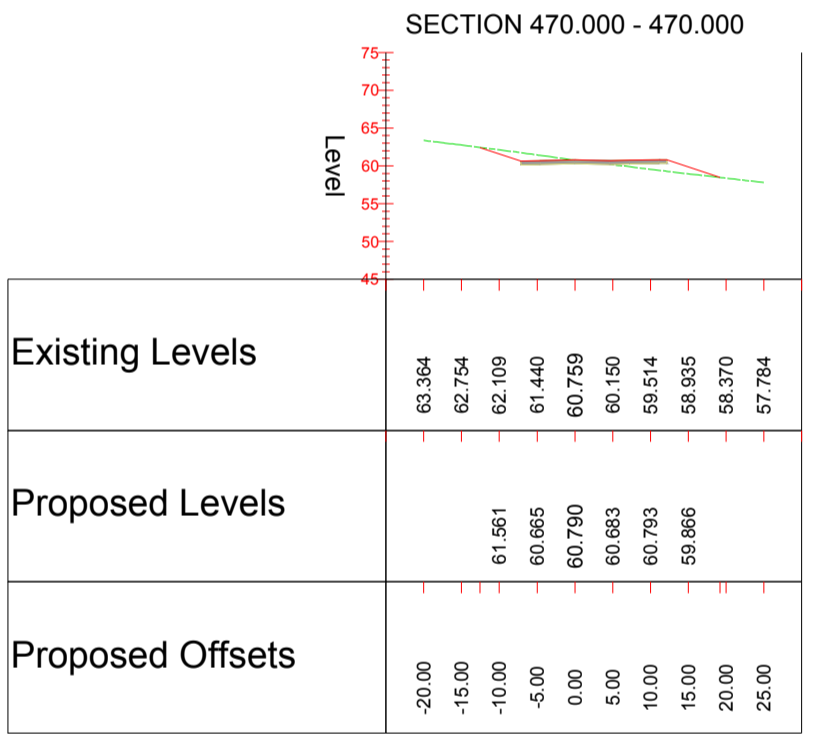 SECTION 470.000 - 470.000
75
70
65
60
55
50
45
Level
Existing Levels
63.364 62.754 62.109 61.440 60.759 60.150 59.514 58.935 58.370 57.784
Proposed Levels
61.561 60.665 60.790 60.683 60.793 59.866
Proposed Offsets
-20.00 -15.00 -10.00 -5.00 0.00 5.00 10.00 15.00 20.00 25.00